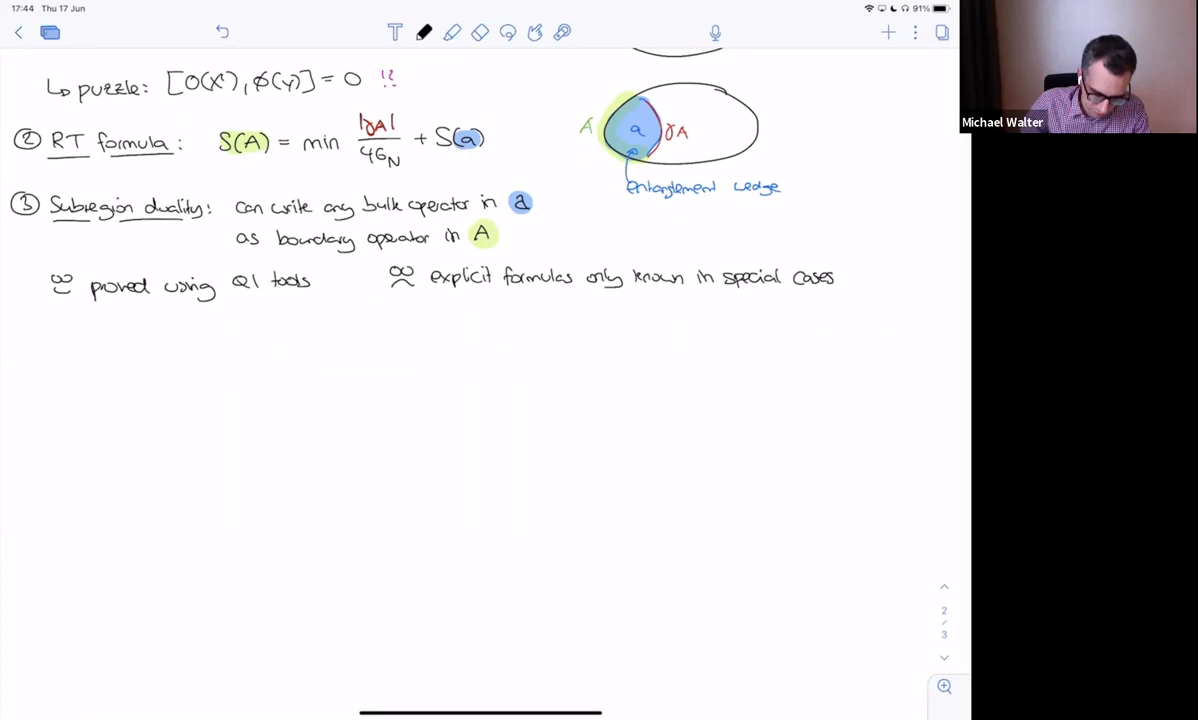 17:44 Thu 17 Jun
91%
↳ puzzle: [O(x), φ(y)] = 0 !?
② RT formula: S(A) = min |γA| / 4G_N + S(a)
A a γA
entanglement wedge
③ Subregion duality: can write any bulk operator in a
as boundary operator in A
proved using QI tools
explicit formulas only known in special cases
Michael Walter
2
/
3